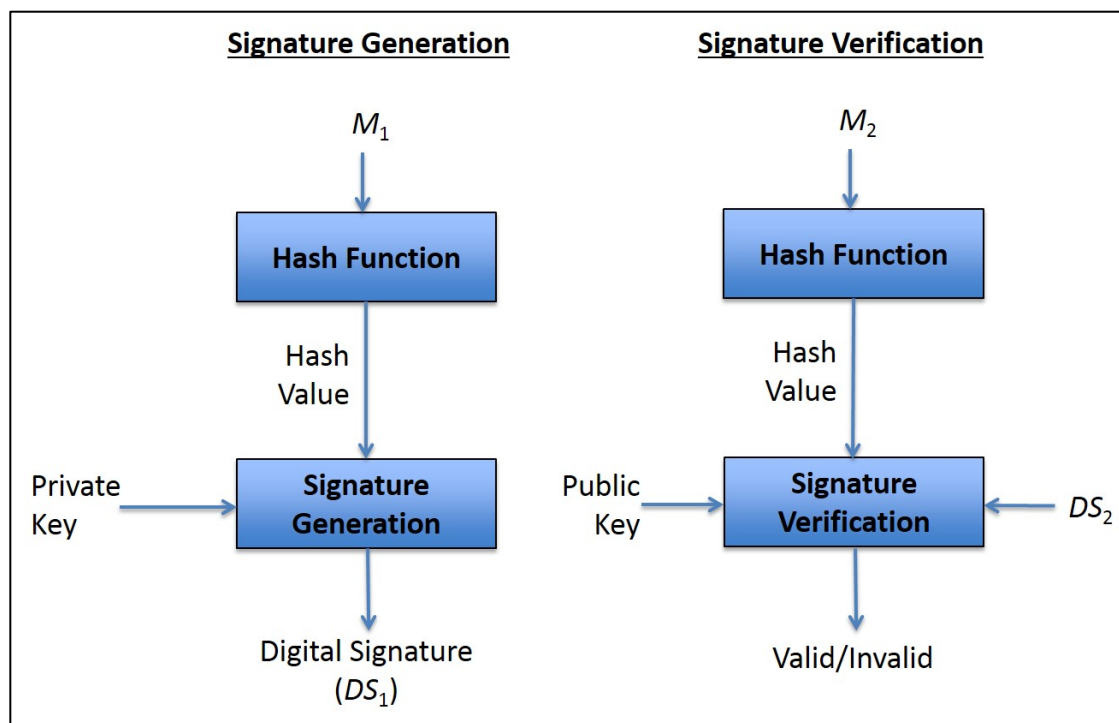 Signature Generation
M1
Hash Function
Hash
Value
Private
Key
Signature
Generation
Digital Signature
(DS1)
Signature Verification
M2
Hash Function
Hash
Value
Public
Key
Signature
Verification
DS2
Valid/Invalid